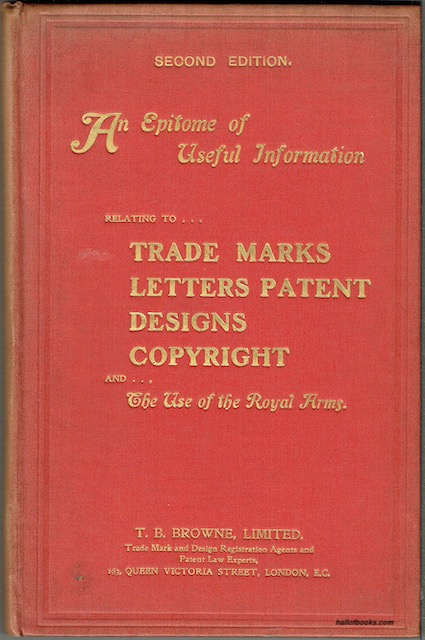 SECOND EDITION.
An Epitome of
Useful Information
RELATING TO . . .
TRADE MARKS
LETTERS PATENT
DESIGNS
COPYRIGHT
AND . . .
The Use of the Royal Arms.
T. B. BROWNE, LIMITED,
Trade Mark and Design Registration Agents and
Patent Law Experts,
163, QUEEN VICTORIA STREET, LONDON, E.C.
hallofbooks.com